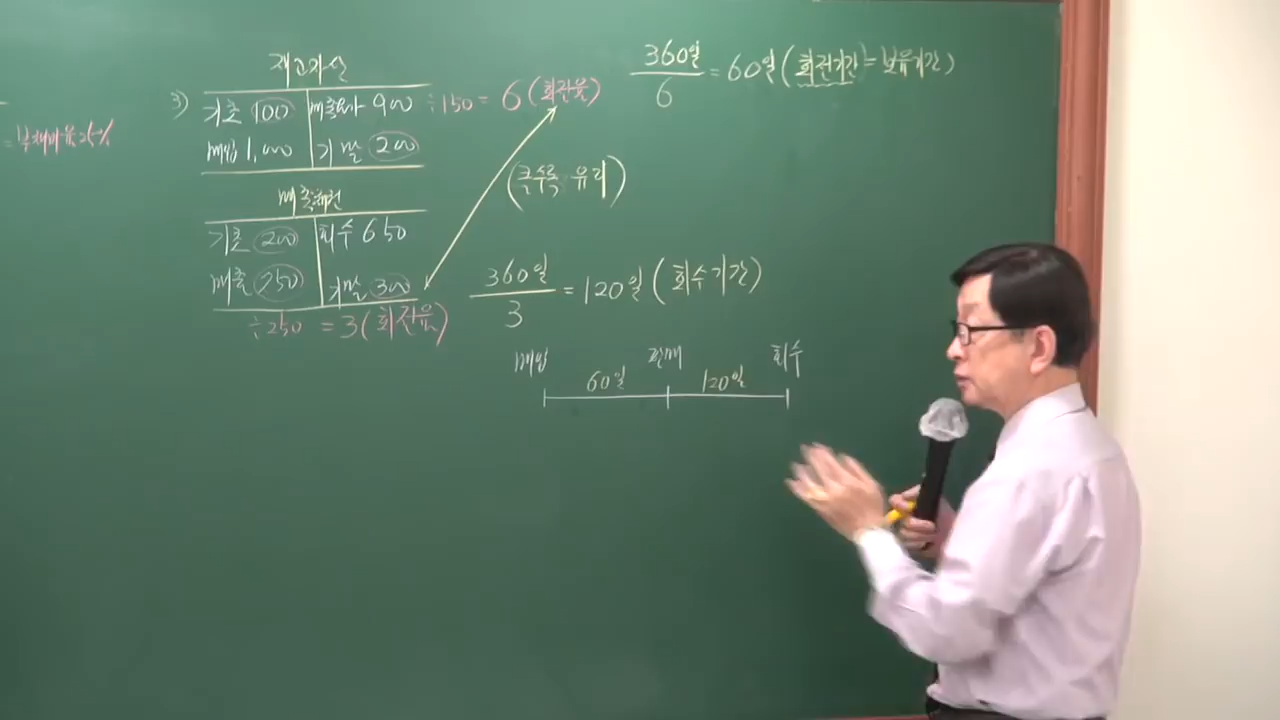 = 부채비율 25%
3)
재고자산
기초 100 매출원가 900 ÷150 = 6 (회전율)
매입 1,000 기말 200
360일/6 = 60일 (회전기간 = 보유기간)
(클수록 유리)
매출채권
기초 200 회수 650
매출 750 기말 300
÷250 = 3 (회전율)
360일/3 = 120일 (회수기간)
매입 판매 회수
60일 120일